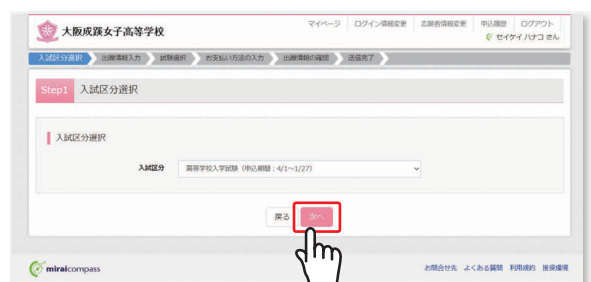 大阪成蹊女子高等学校
マイページ ログイン情報変更 志願者情報変更 申込履歴 ログアウト
セイケイ ハナコ さん
入試区分選択 出願情報入力 試験選択 お支払い方法の入力 出願情報の確認 送信完了
Step1 入試区分選択
入試区分選択
入試区分 高等学校入学試験（申込期間：4/1～1/27）
戻る 次へ
miraicompass お問合せ先 よくある質問 利用規約 推奨環境